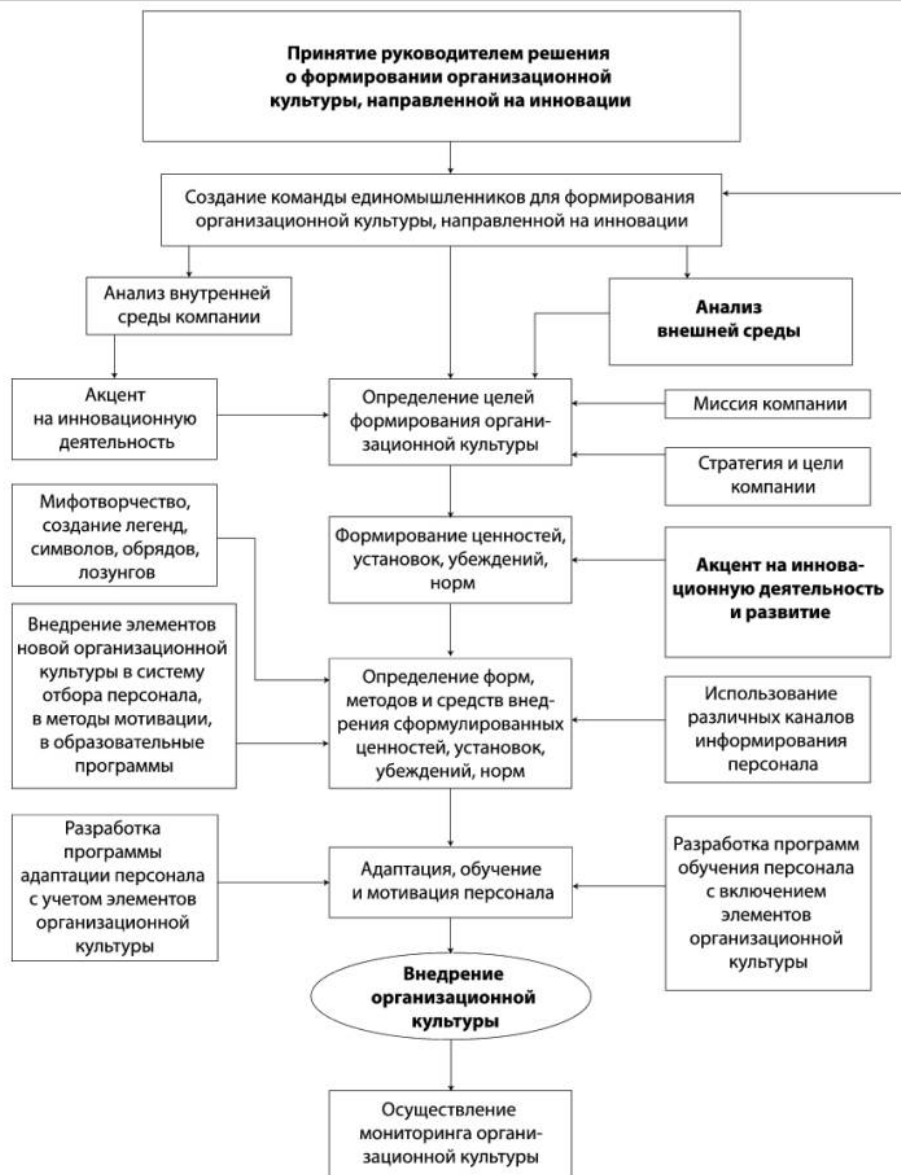 Принятие руководителем решения
о формировании организационной
культуры, направленной на инновации
Создание команды единомышленников для формирования
организационной культуры, направленной на инновации
Анализ внутренней
среды компании
Анализ
внешней среды
Акцент
на инновационную
деятельность
Определение целей
формирования органи-
зационной культуры
Миссия компании
Стратегия и цели
компании
Мифотворчество,
создание легенд,
символов, обрядов,
лозунгов
Формирование ценностей,
установок, убеждений,
норм
Акцент на иннова-
ционную деятельность
и развитие
Внедрение элементов
новой организационной
культуры в систему
отбора персонала,
в методы мотивации,
в образовательные
программы
Определение форм,
методов и средств внед-
рения сформулированных
ценностей, установок,
убеждений, норм
Использование
различных каналов
информирования
персонала
Разработка
программы
адаптации персонала
с учетом элементов
организационной
культуры
Адаптация, обучение
и мотивация персонала
Разработка программ
обучения персонала
с включением
элементов
организационной
культуры
Внедрение
организационной
культуры
Осуществление
мониторинга органи-
зационной культуры